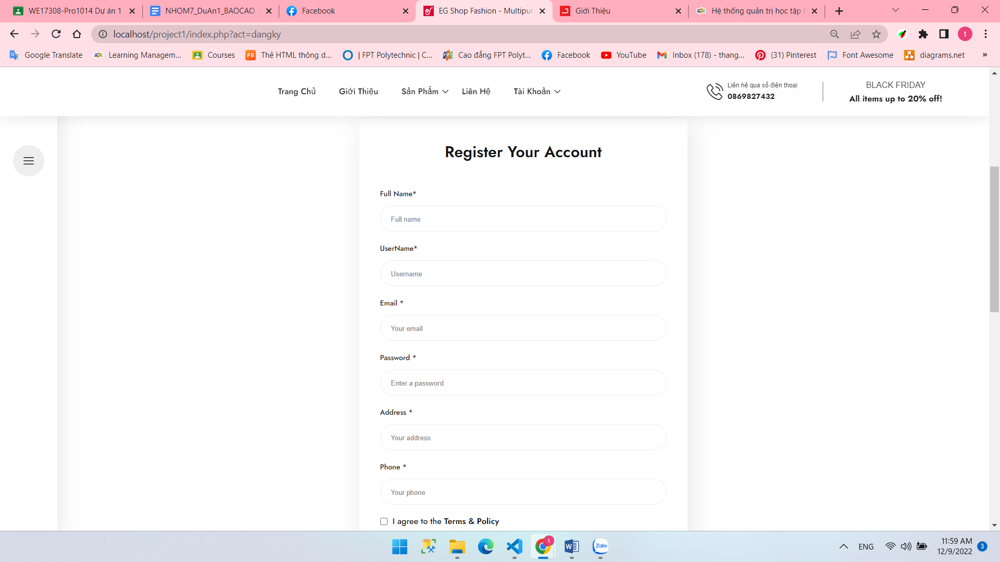 WE17308-Pro1014 Dự án 1
NHOM7_DuAn1_BAOCAO -
Facebook
EG Shop Fashion - Multipur
Giới Thiệu
Hệ thống quản trị học tập F
localhost/project1/index.php?act=dangky
t
Google Translate
Learning Managem...
Courses
F8 Thẻ HTML thông d...
| FPT Polytechnic | C...
Cao đẳng FPT Polyt...
Facebook
YouTube
Inbox (178) - thang...
(31) Pinterest
Font Awesome
diagrams.net
»
Trang Chủ
Giới Thiệu
Sản Phẩm
Liên Hệ
Tài Khoản
Liên hệ qua số điện thoại
0869827432
BLACK FRIDAY
All items up to 20% off!
Register Your Account
Full Name*
Full name
UserName*
Username
Email *
Your email
Password *
Enter a password
Address *
Your address
Phone *
Your phone
I agree to the Terms & Policy
t
Zalo
ENG
11:59 AM
12/9/2022
3